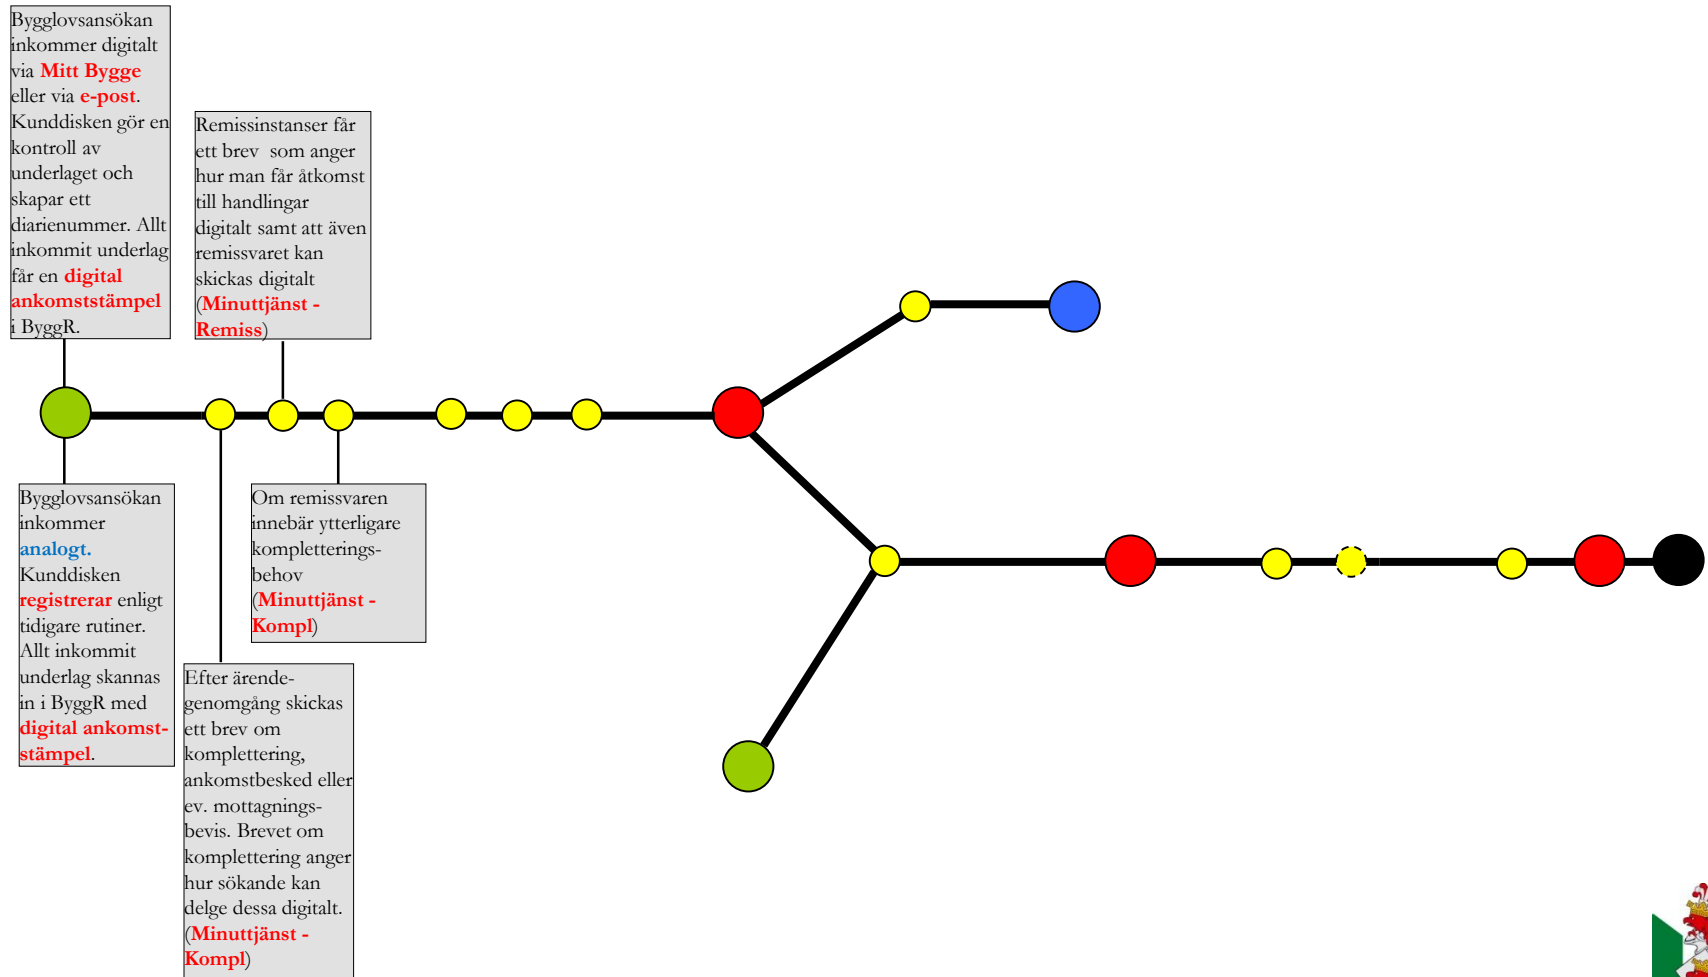 Bygglovsansökan
inkommer digitalt
via Mitt Bygge
eller via e-post.
Kunddisken gör en
kontroll av
underlaget och
skapar ett
diarienummer. Allt
inkommit underlag
får en digital
ankomststämpel
i ByggR.
Remissinstanser får
ett brev  som anger
hur man får åtkomst
till handlingar
digitalt samt att även
remissvaret kan
skickas digitalt
(Minuttjänst -
Remiss)
Bygglovsansökan
inkommer
analogt.
Kunddisken
registrerar enligt
tidigare rutiner.
Allt inkommit
underlag skannas
in i ByggR med
digital ankomst-
stämpel.
Om remissvaren
innebär ytterligare
kompletterings-
behov
(Minuttjänst -
Kompl)
Efter ärende-
genomgång skickas
ett brev om
komplettering,
ankomstbesked eller
ev. mottagnings-
bevis. Brevet om
komplettering anger
hur sökande kan
delge dessa digitalt.
(Minuttjänst -
Kompl)